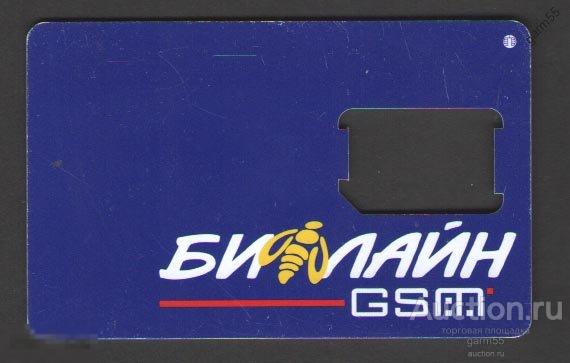 garm55
БИЛАЙН
GSM
Auction.ru
торговая площадка
garm55
auction.ru